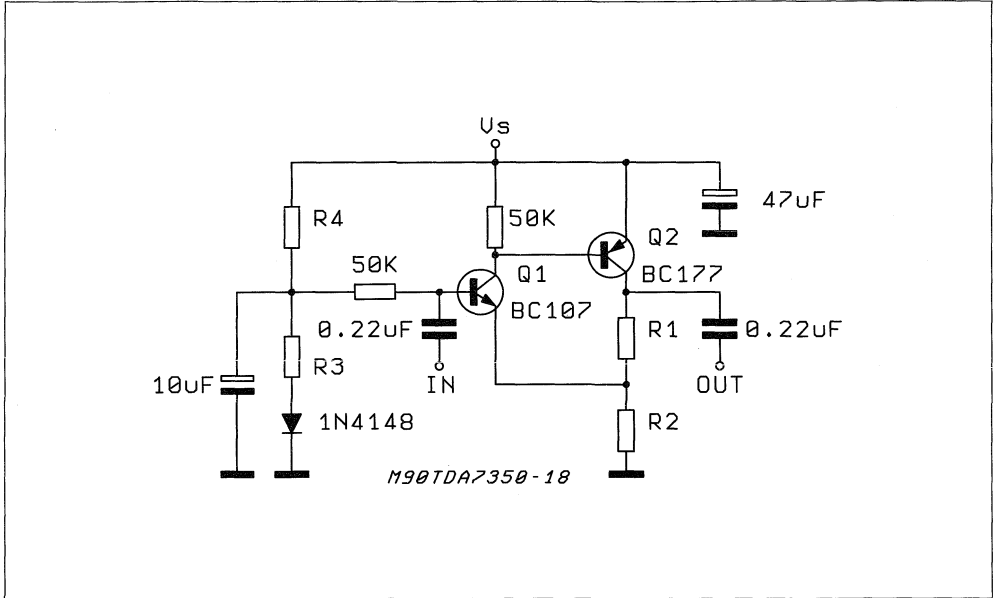 Vs
R4
50K
47uF
Q2
50K
Q1
BC177
BC107
0.22uF
R1
0.22uF
R3
10uF
IN
OUT
1N4148
R2
M90TDA7350-18